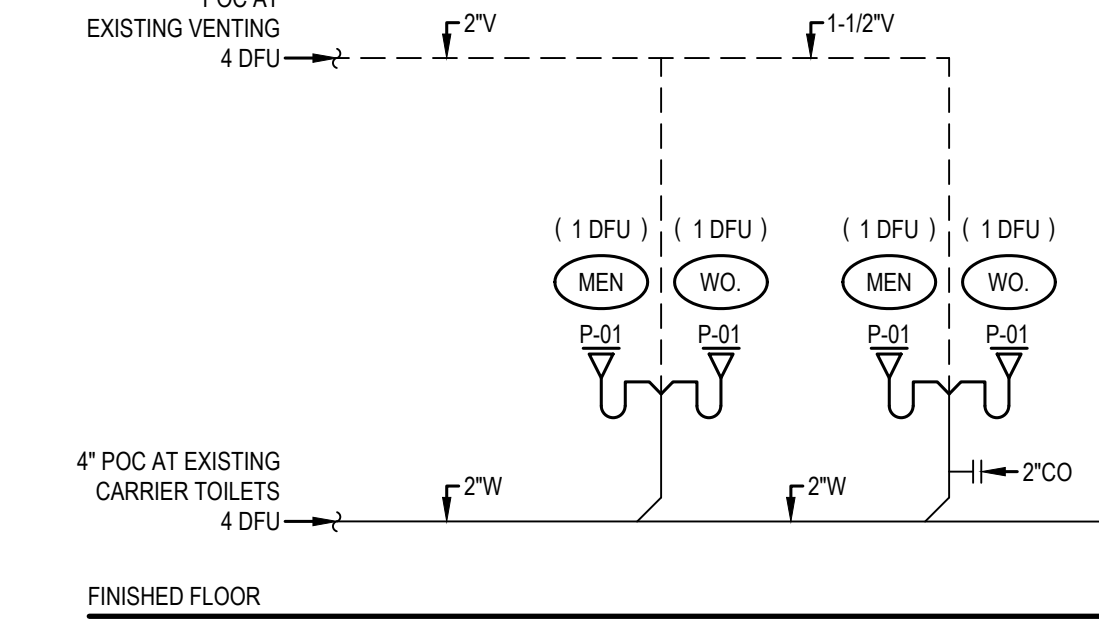 POC AT
EXISTING VENTING
4 DFU
2"V
1-1/2"V
( 1 DFU ) ( 1 DFU ) ( 1 DFU ) ( 1 DFU )
MEN WO. MEN WO.
P-01 P-01 P-01 P-01
4" POC AT EXISTING
CARRIER TOILETS
4 DFU
2"W
2"W
2"CO
FINISHED FLOOR